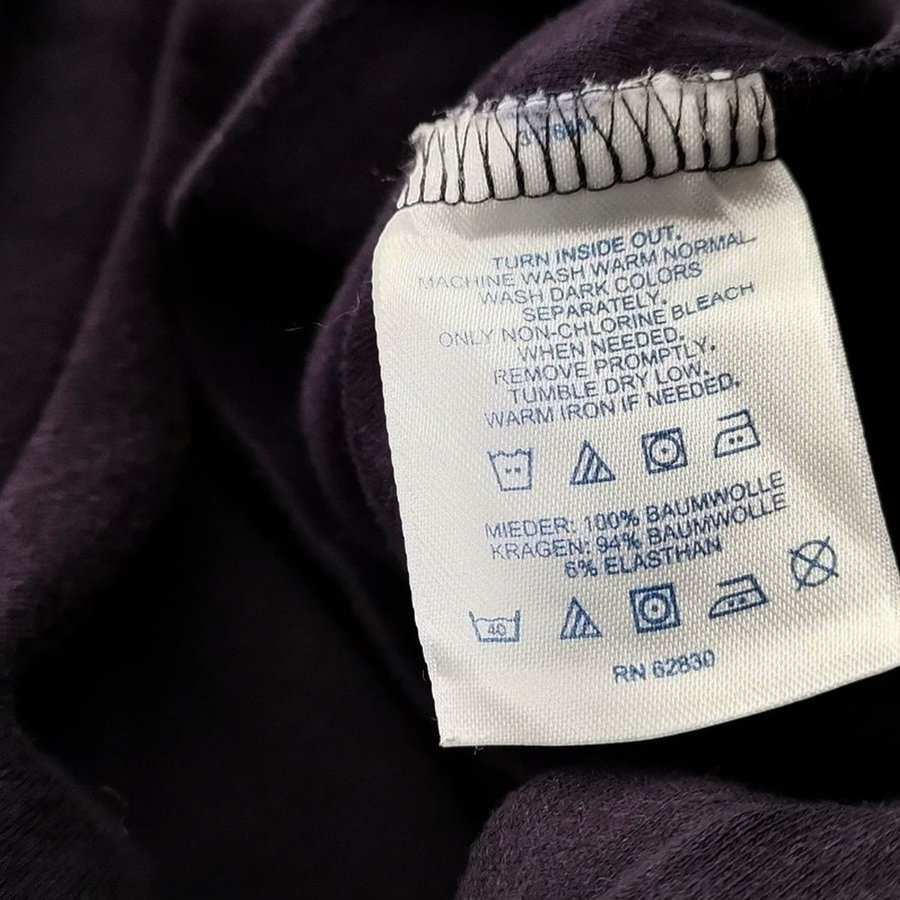 TURN INSIDE OUT.
MACHINE WASH WARM NORMAL.
WASH DARK COLORS
SEPARATELY.
ONLY NON-CHLORINE BLEACH
WHEN NEEDED.
REMOVE PROMPTLY.
TUMBLE DRY LOW.
WARM IRON IF NEEDED.
MIEDER: 100% BAUMWOLLE
KRAGEN: 94% BAUMWOLLE
6% ELASTHAN
40
RN 62830